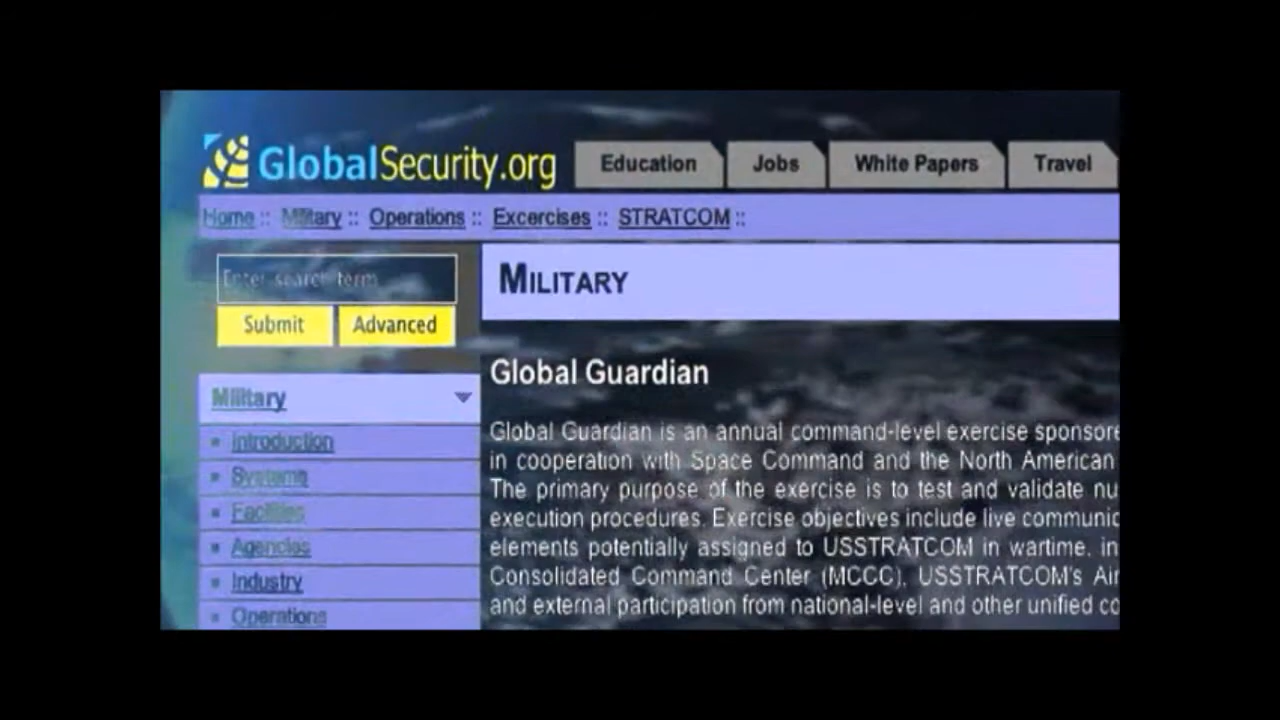 GlobalSecurity.org
Education Jobs White Papers Travel
Home :: Military :: Operations :: Excercises :: STRATCOM ::
Enter search term
Submit Advanced
MILITARY
Military
Introduction
Systems
Facilities
Agencies
Industry
Operations
Global Guardian
Global Guardian is an annual command-level exercise sponsore
in cooperation with Space Command and the North American
The primary purpose of the exercise is to test and validate nu
execution procedures. Exercise objectives include live communic
elements potentially assigned to USSTRATCOM in wartime, in
Consolidated Command Center (MCCC), USSTRATCOM's Air
and external participation from national-level and other unified co